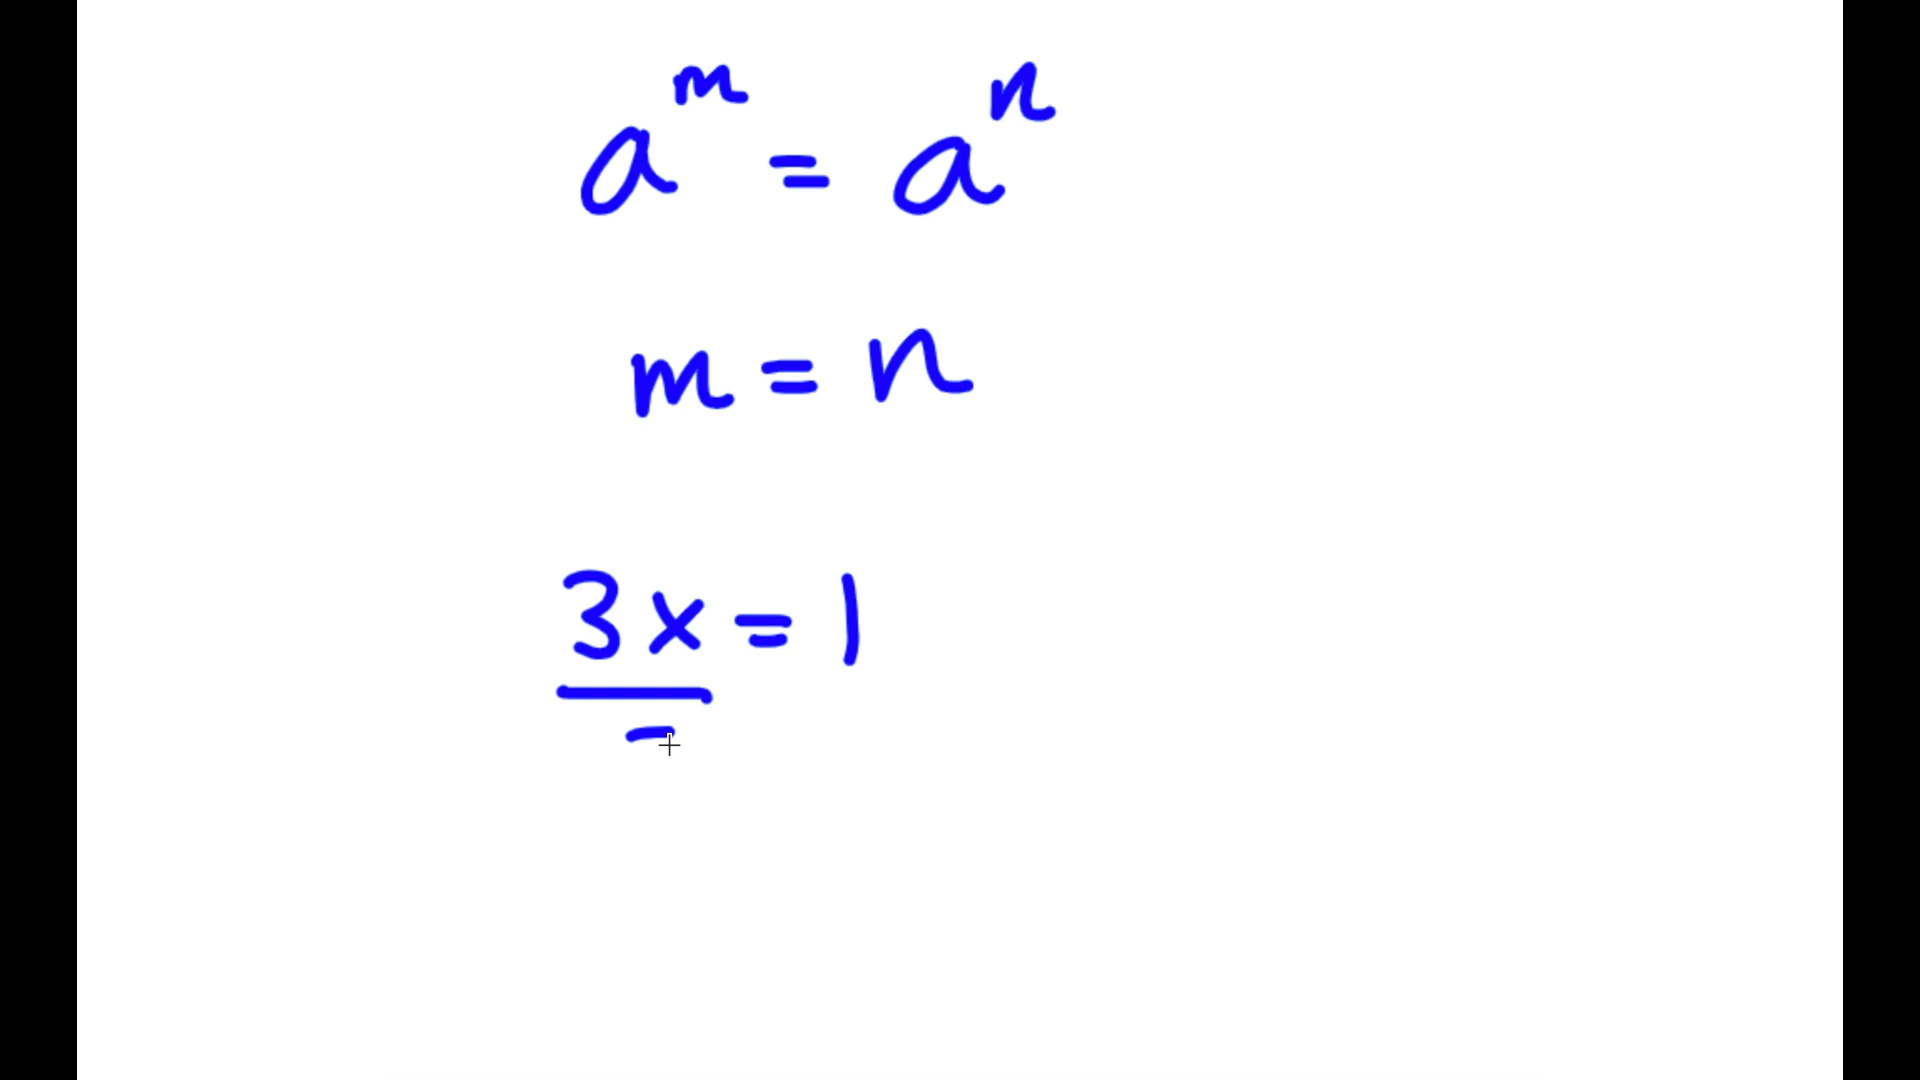 a^m = a^n
m = n
3x = 1